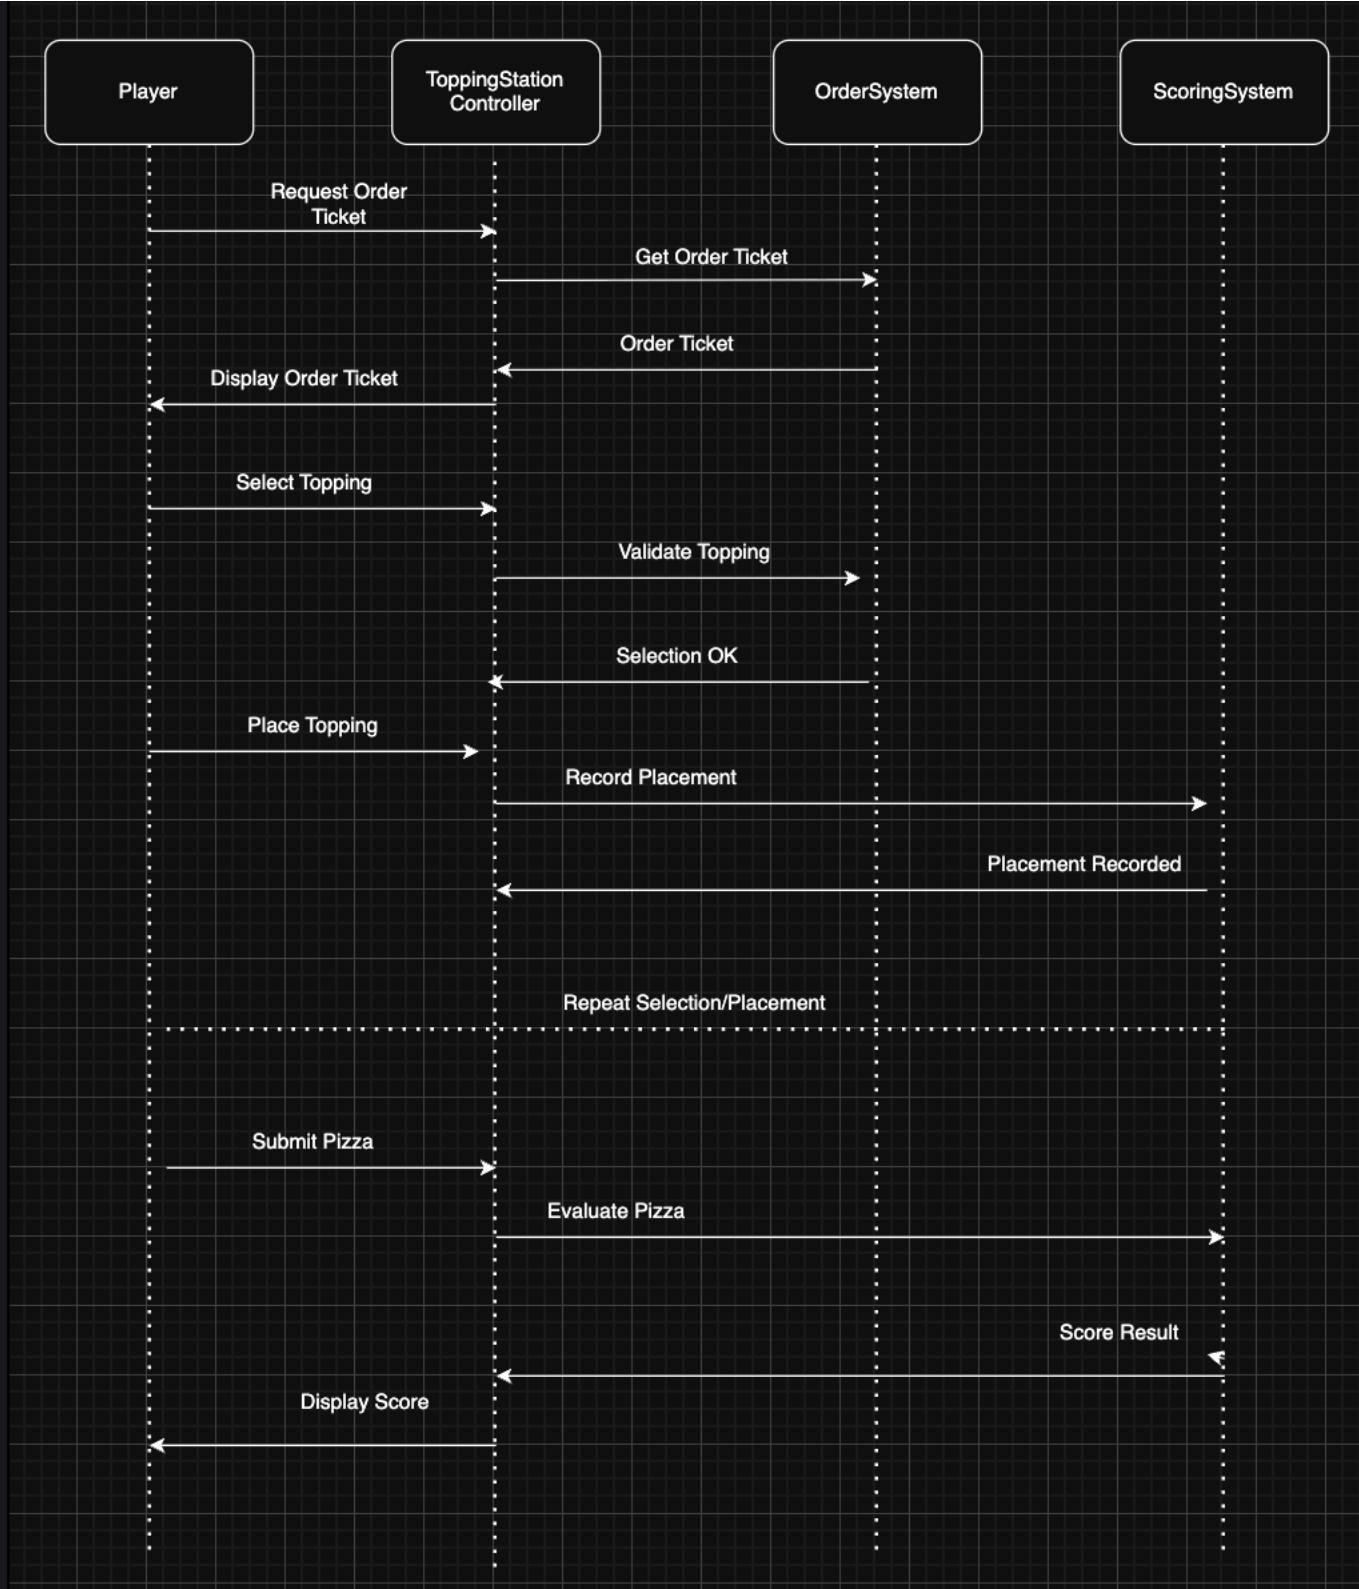 Player
ToppingStation
Controller
OrderSystem
ScoringSystem
Request Order
Ticket
Get Order Ticket
Order Ticket
Display Order Ticket
Select Topping
Validate Topping
Selection OK
Place Topping
Record Placement
Placement Recorded
Repeat Selection/Placement
Submit Pizza
Evaluate Pizza
Score Result
Display Score